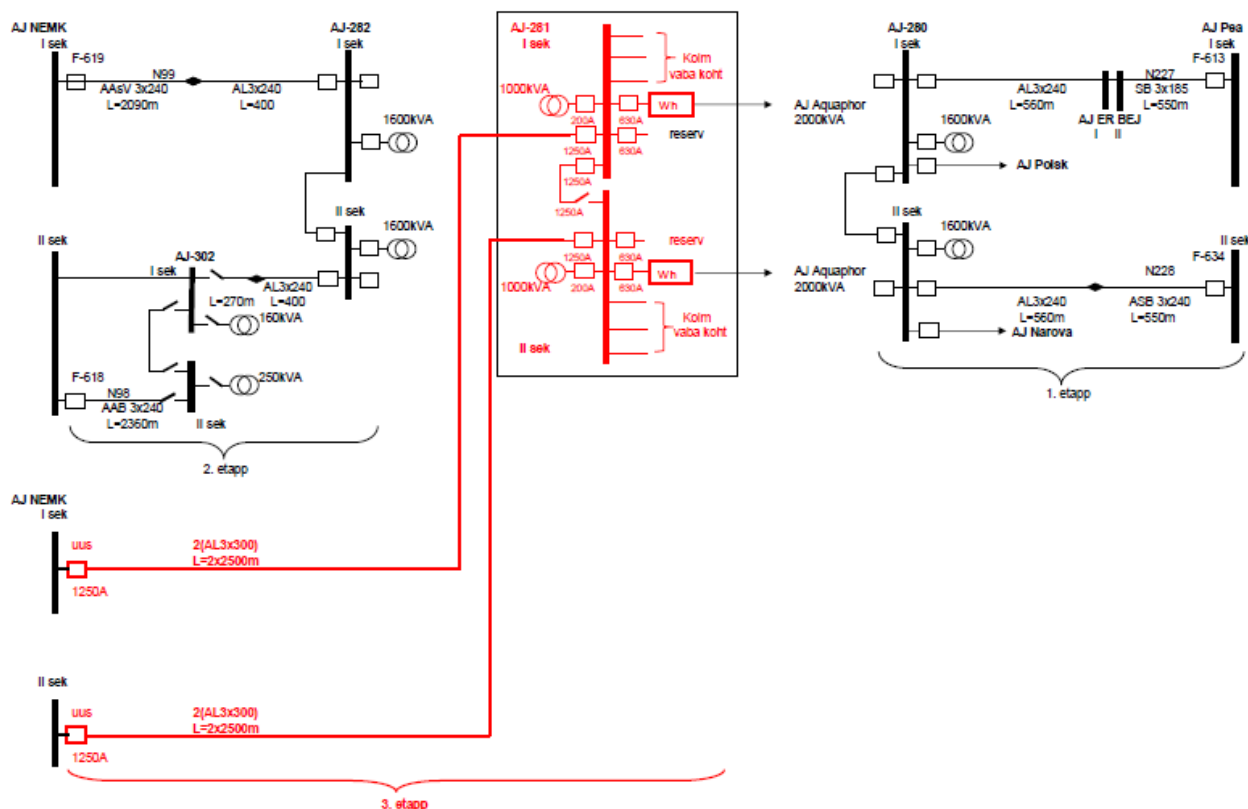 AJ NEMK
I sek
F-619
N99
AAsV 3x240
L=2090m
AL3x240
L=400
AJ-282
I sek
1600kVA
II sek
1600kVA
II sek
AJ-302
I sek
L=270m
AL3x240
L=400
160kVA
250kVA
F-618
N98
AAB 3x240
L=2360m
II sek
2. etapp
AJ-281
I sek
Kolm
vaba koht
1000kVA
200A
630A
Wh
1250A
630A
reserv
1250A
1250A
1250A
630A
reserv
1000kVA
200A
630A
Wh
Kolm
vaba koht
II sek
AJ Aquaphor
2000kVA
AJ Aquaphor
2000kVA
AJ-280
I sek
AL3x240
L=560m
AJ ER BEJ
I II
N227
SB 3x185
L=550m
AJ Pea
I sek
F-613
1600kVA
AJ Polsk
II sek
1600kVA
II sek
F-634
N228
AL3x240
L=560m
ASB 3x240
L=550m
AJ Narova
1. etapp
AJ NEMK
I sek
uus
1250A
2(AL3x300)
L=2x2500m
II sek
uus
1250A
2(AL3x300)
L=2x2500m
3. etapp